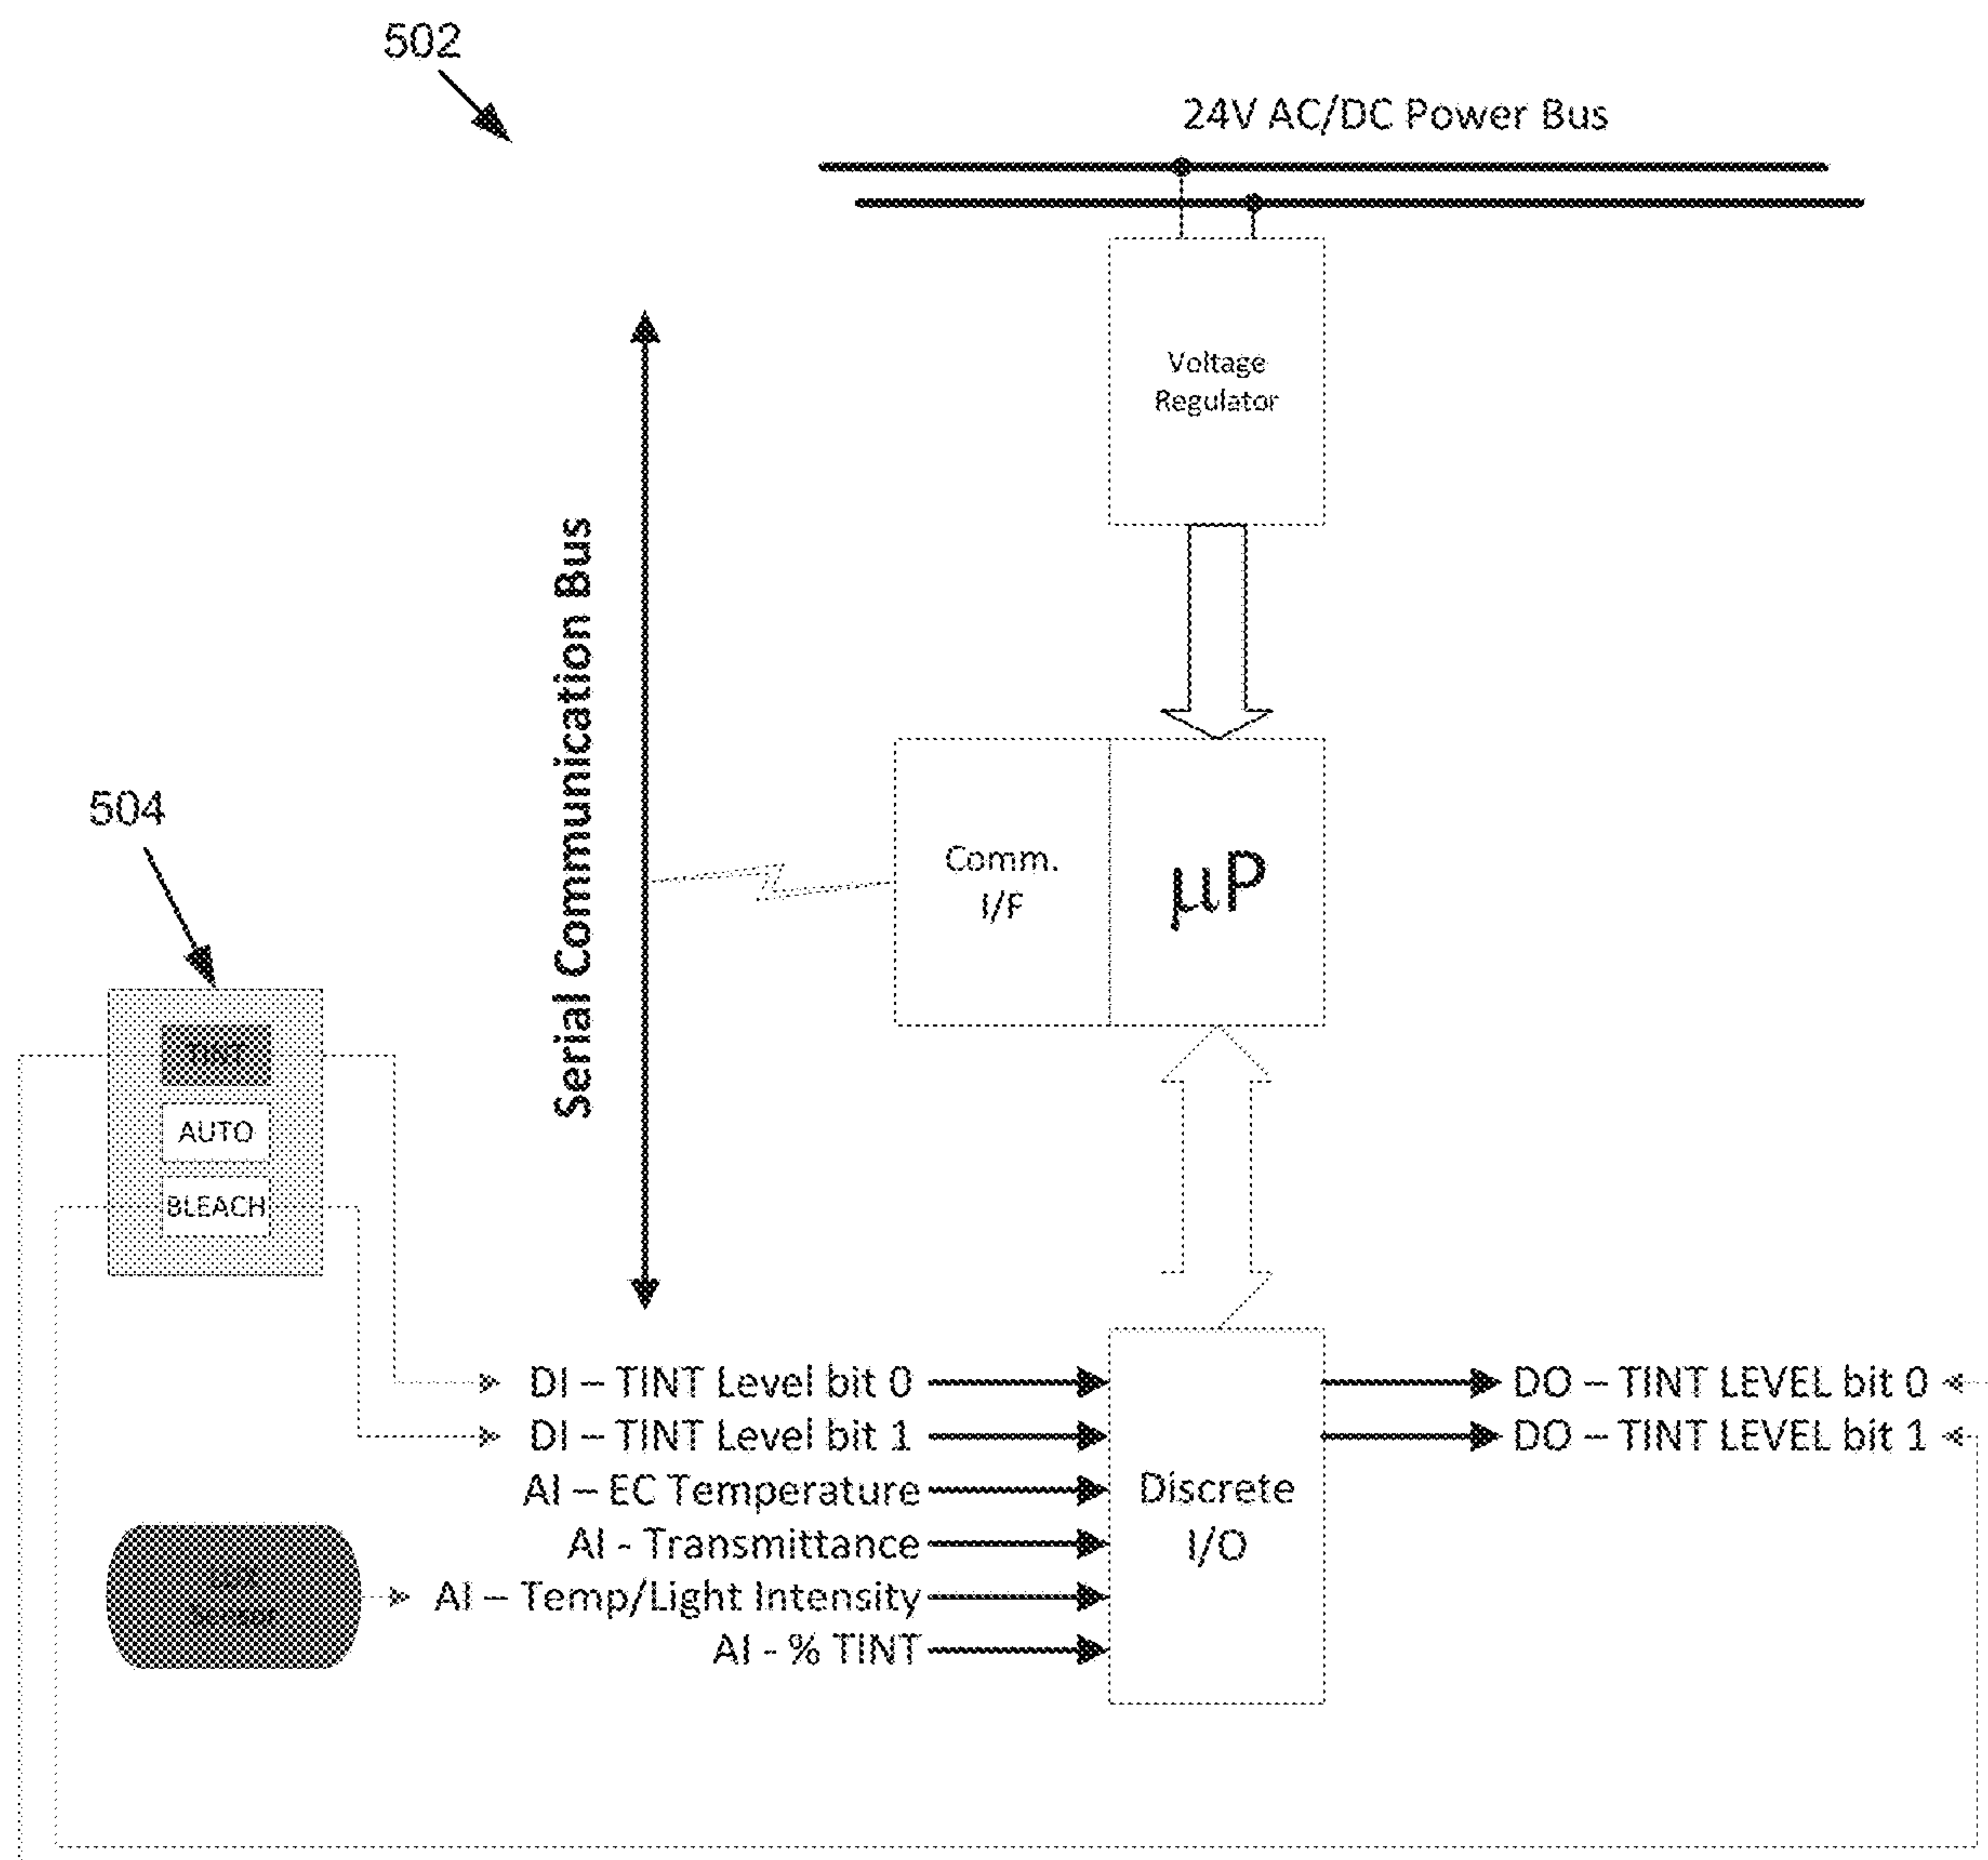 502
24V AC/DC Power Bus
Voltage
Regulator
Serial Communication Bus
504
Comm.
I/F
µP
TINT
AUTO
BLEACH
DI – TINT Level bit 0
DI – TINT Level bit 1
AI – EC Temperature
AI - Transmittance
AI – Temp/Light Intensity
AI - % TINT
Discrete
I/O
DO – TINT LEVEL bit 0
DO – TINT LEVEL bit 1
Sensor